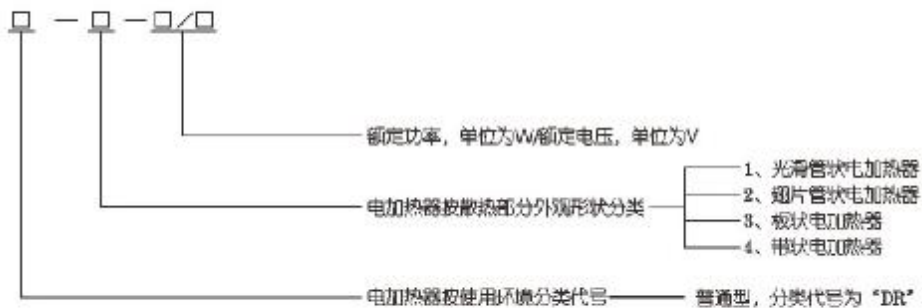 □ — □ — □/□
额定功率，单位为W/额定电压，单位为V
1、光滑管状电加热器
电加热器按散热部分外观形状分类
2、翅片管状电加热器
3、板状电加热器
4、带状电加热器
电加热器按使用环境分类代号
普通型，分类代号为“DR”